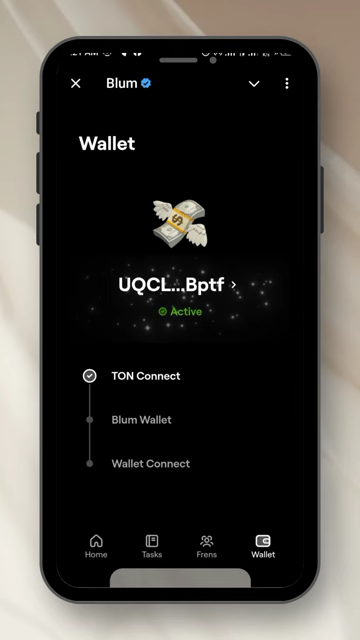 Blum
Wallet
UQCL...Bptf
Active
TON Connect
Blum Wallet
Wallet Connect
Home
Tasks
Frens
Wallet